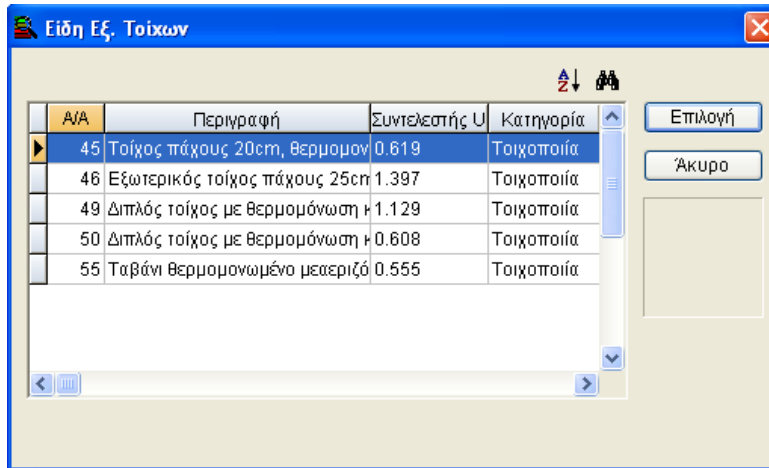 Είδη Εξ. Τοίχων
Α/Α Περιγραφή Συντελεστής U Κατηγορία
45 Τοίχος πάχους 20cm, θερμομον 0.619 Τοιχοποιία
46 Εξωτερικός τοίχος πάχους 25cm 1.397 Τοιχοποιία
49 Διπλός τοίχος με θερμομόνωση κ 1.129 Τοιχοποιία
50 Διπλός τοίχος με θερμομόνωση κ 0.608 Τοιχοποιία
55 Ταβάνι θερμομονωμένο μεαεριζό 0.555 Τοιχοποιία
Επιλογή
Άκυρο